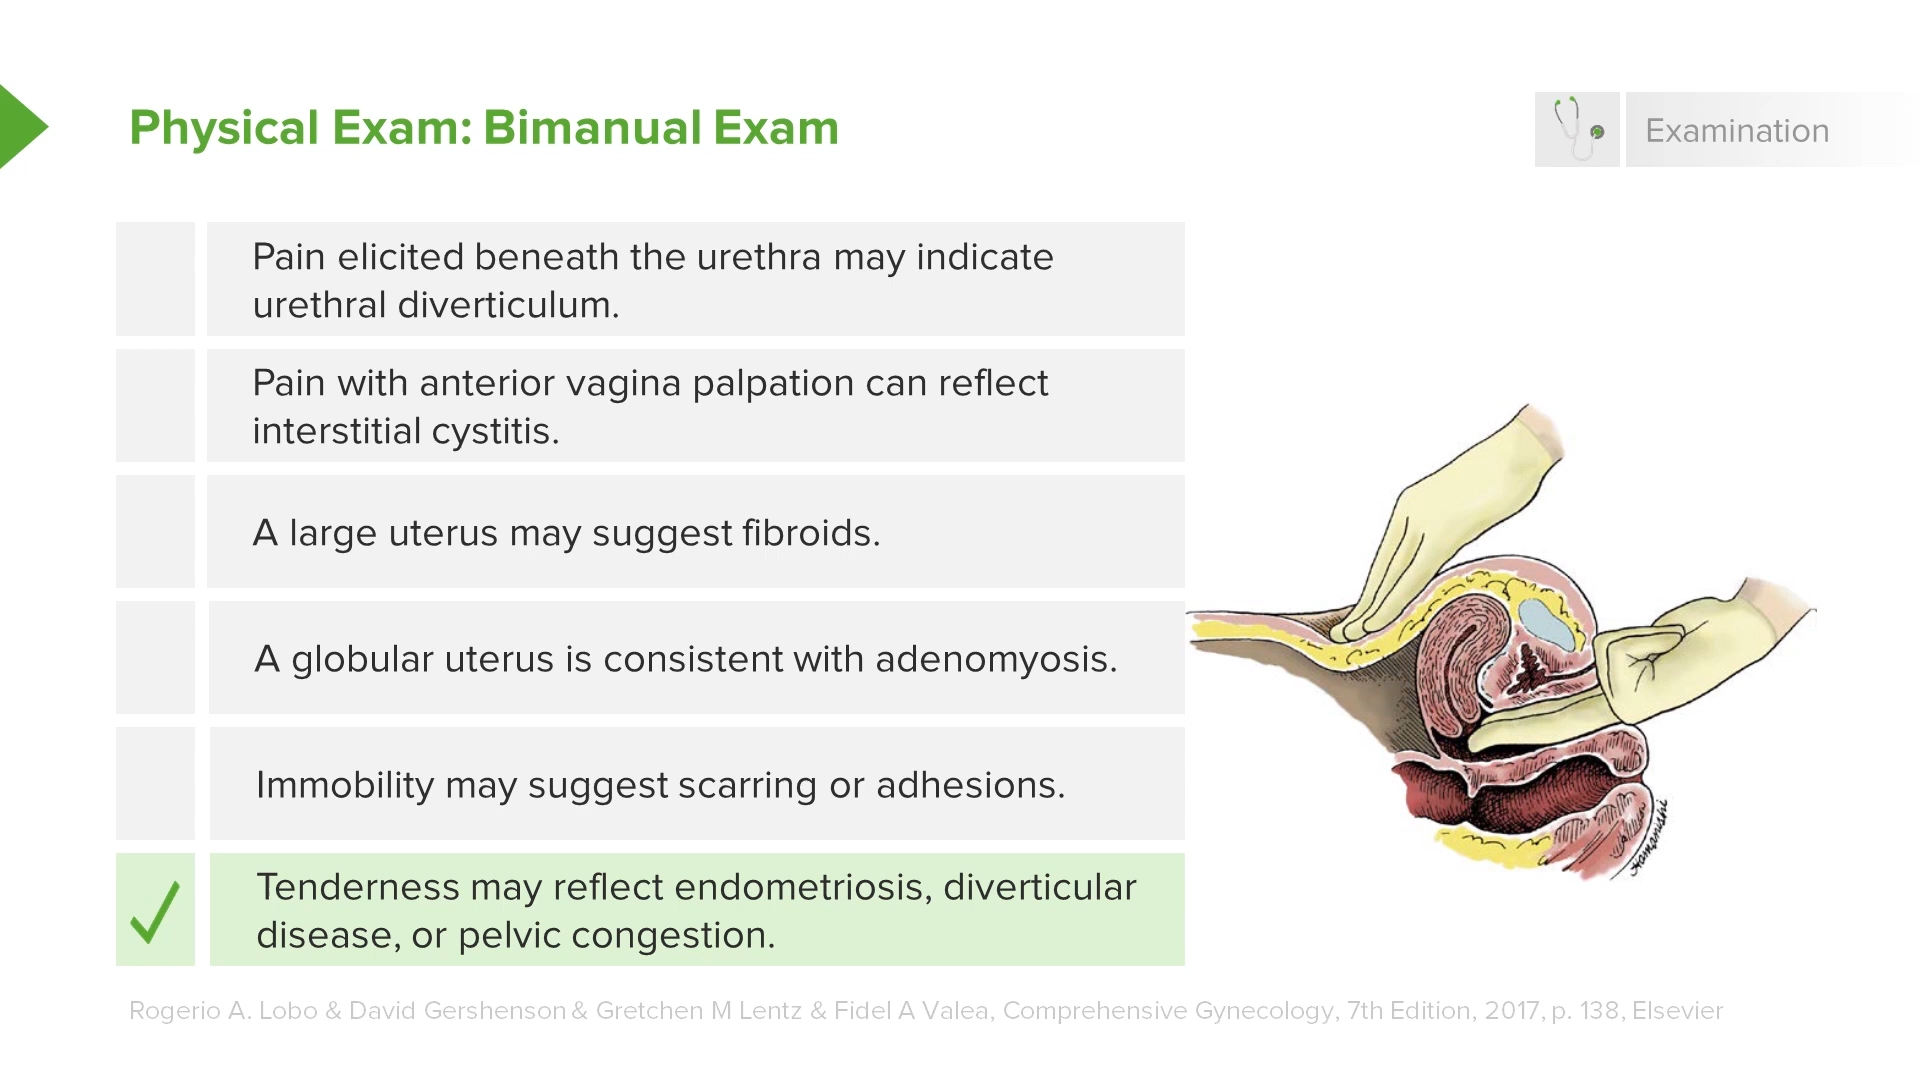 Physical Exam: Bimanual Exam
Examination
Pain elicited beneath the urethra may indicate
urethral diverticulum.
Pain with anterior vagina palpation can reflect
interstitial cystitis.
A large uterus may suggest fibroids.
A globular uterus is consistent with adenomyosis.
Immobility may suggest scarring or adhesions.
Tenderness may reflect endometriosis, diverticular
disease, or pelvic congestion.
Rogerio A. Lobo & David Gershenson & Gretchen M Lentz & Fidel A Valea, Comprehensive Gynecology, 7th Edition, 2017, p. 138, Elsevier